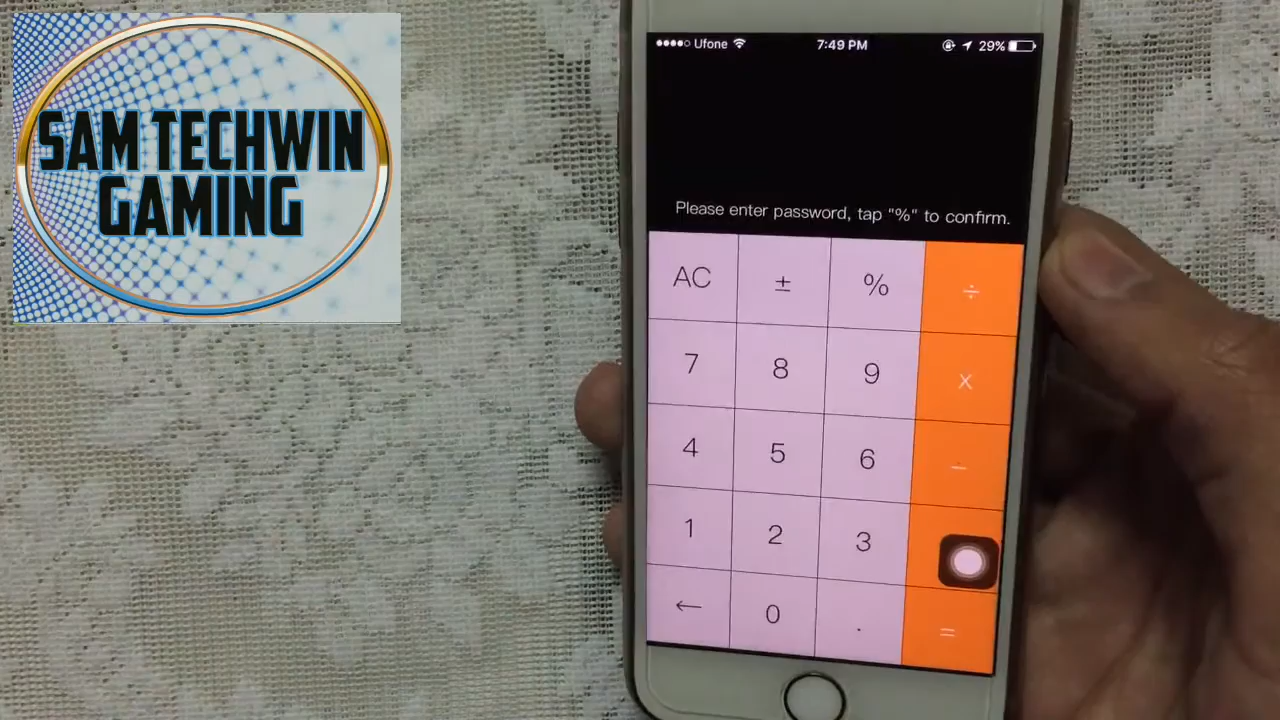 SAM TECHWIN
GAMING
Ufone 7:49 PM 29%
Please enter password, tap "%" to confirm.
AC ± % ÷
7 8 9 x
4 5 6 −
1 2 3
← 0 . =